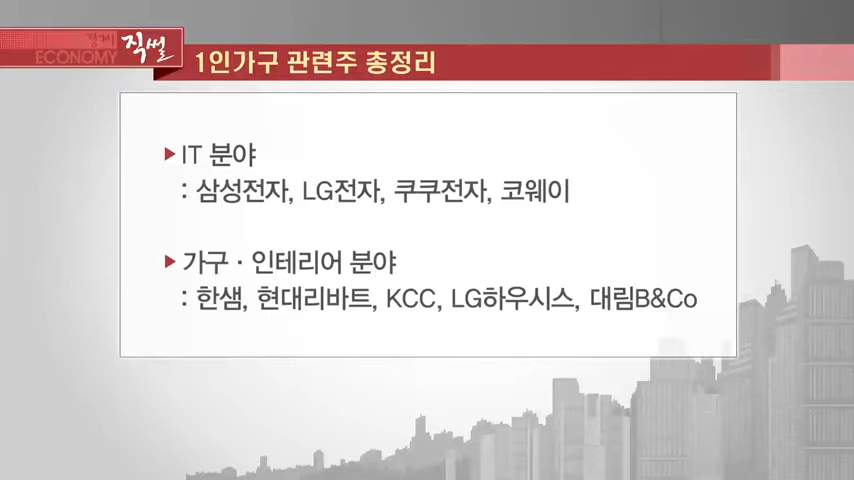 경제
ECONOMY
직썰
1인가구 관련주 총정리
▶IT 분야
: 삼성전자, LG전자, 쿠쿠전자, 코웨이
▶가구 · 인테리어 분야
: 한샘, 현대리바트, KCC, LG하우시스, 대림B&Co